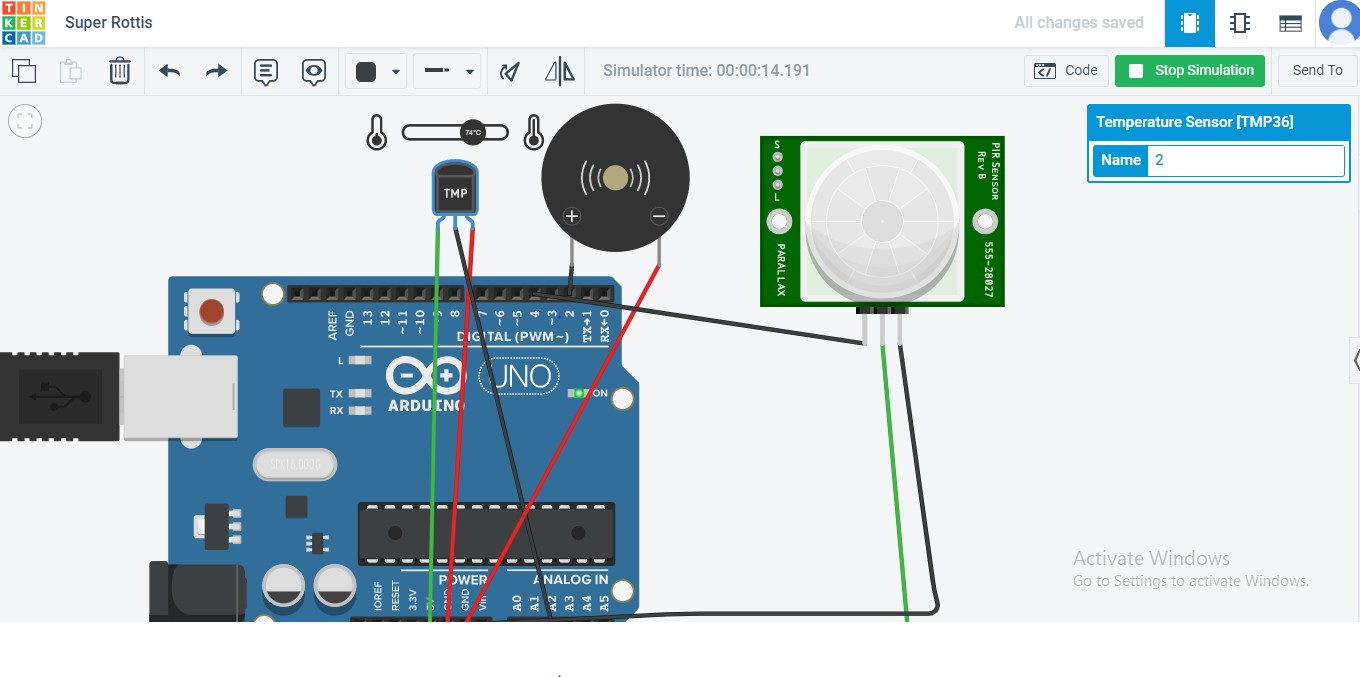 TIN
KER
CAD
Super Rottis
All changes saved
Simulator time: 00:00:14.191
Code
Stop Simulation
Send To
74°C
TMP
+
−
S
L
PARALLAX
PIR SENSOR
REV B
555-28027
Temperature Sensor [TMP36]
Name 2
AREF
GND
13
12
~11
~10
9
8
7
~6
~5
4
~3
2
TX→1
RX←0
DIGITAL (PWM~)
L
TX
RX
ARDUINO
UNO
ON
IOREF
RESET
3.3V
5V
GND
GND
Vin
POWER
ANALOG IN
A0
A1
A2
A3
A4
A5
Activate Windows
Go to Settings to activate Windows.